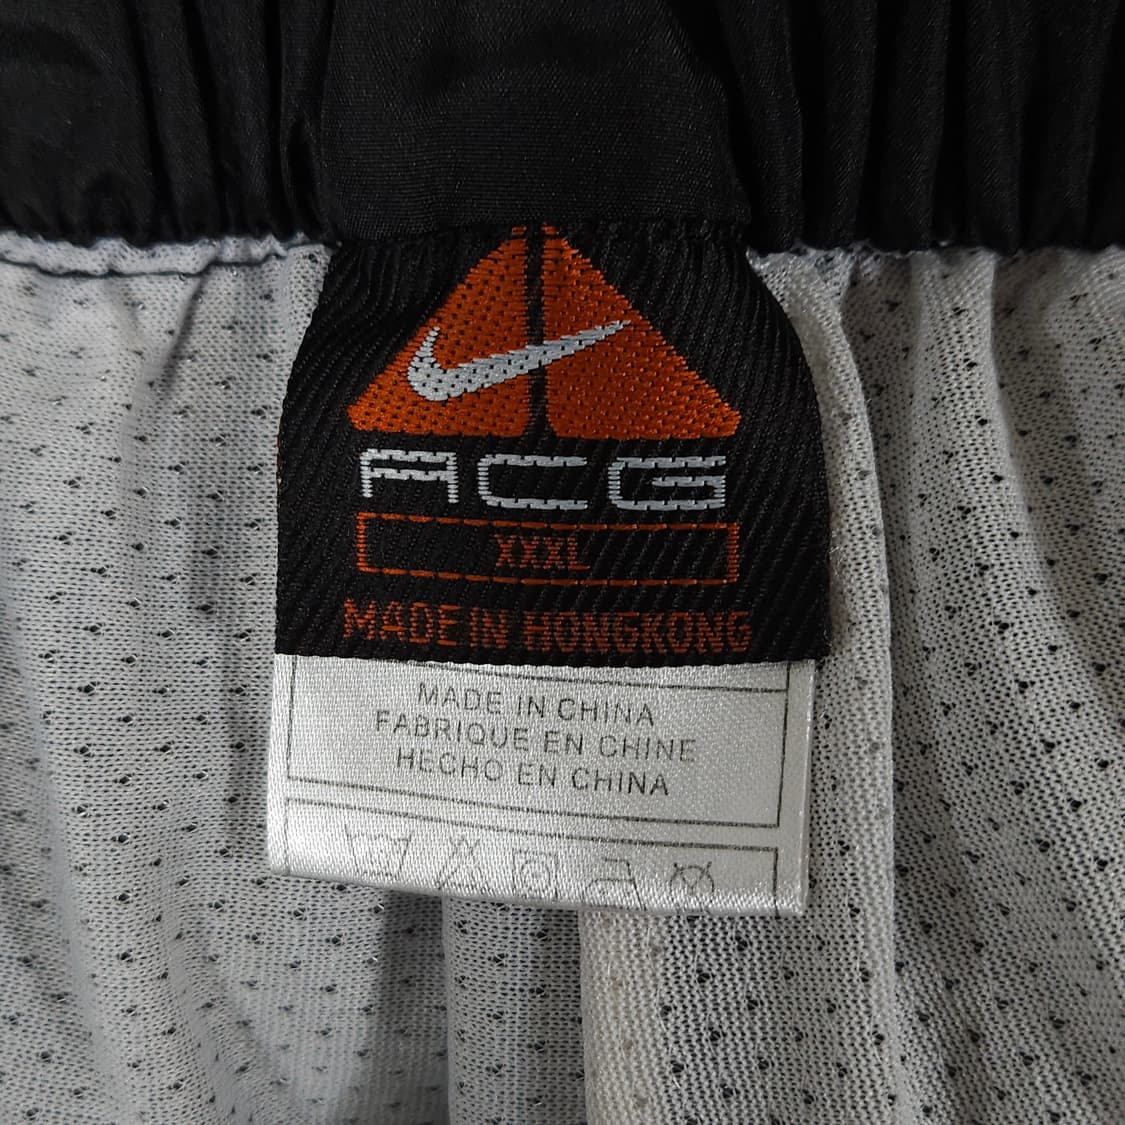 ACG
XXXL
MADE IN HONGKONG
MADE IN CHINA
FABRIQUE EN CHINE
HECHO EN CHINA